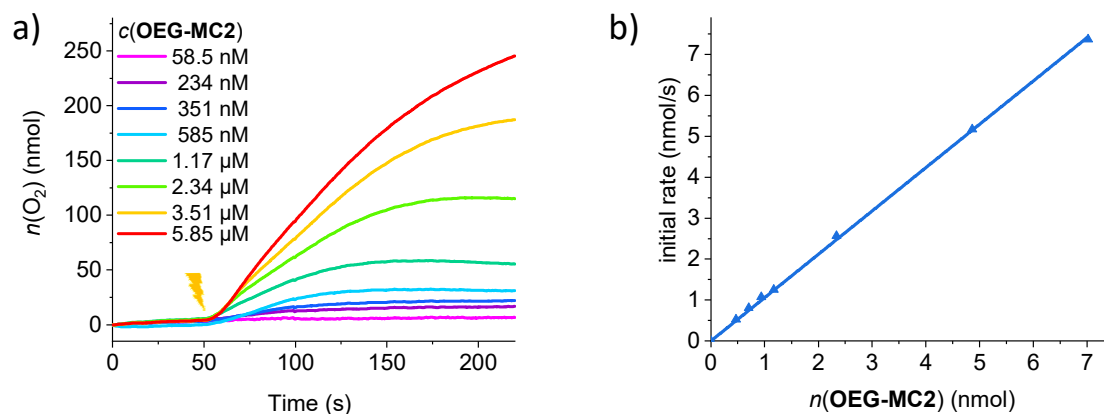 a)
c(OEG-MC2)
58.5 nM
234 nM
351 nM
585 nM
1.17 µM
2.34 µM
3.51 µM
5.85 µM
250
200
150
100
50
0
n(O₂) (nmol)
0 50 100 150 200
Time (s)
b)
7
6
5
4
3
2
1
0
initial rate (nmol/s)
0 1 2 3 4 5 6 7
n(OEG-MC2) (nmol)